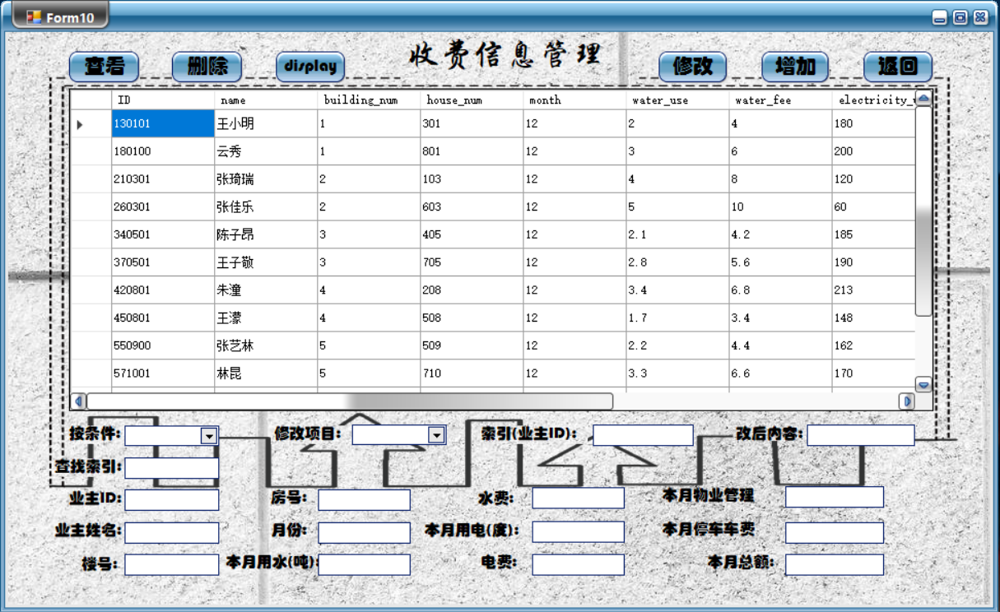 Form10
收费信息管理
查看 删除 display 修改 增加 返回
ID name building_num house_num month water_use water_fee electricity_
130101 王小明 1 301 12 2 4 180
180100 云秀 1 801 12 3 6 200
210301 张琦瑞 2 103 12 4 8 120
260301 张佳乐 2 603 12 5 10 60
340501 陈子昂 3 405 12 2.1 4.2 185
370501 王子敬 3 705 12 2.8 5.6 190
420801 朱潼 4 208 12 3.4 6.8 213
450801 王濛 4 508 12 1.7 3.4 148
550900 张艺林 5 509 12 2.2 4.4 162
571001 林昆 5 710 12 3.3 6.6 170
按条件: 修改项目: 索引(业主ID): 改后内容:
查找索引:
业主ID: 房号: 水费: 本月物业管理
业主姓名: 月份: 本月用电(度): 本月停车车费
楼号: 本月用水(吨): 电费: 本月总额: